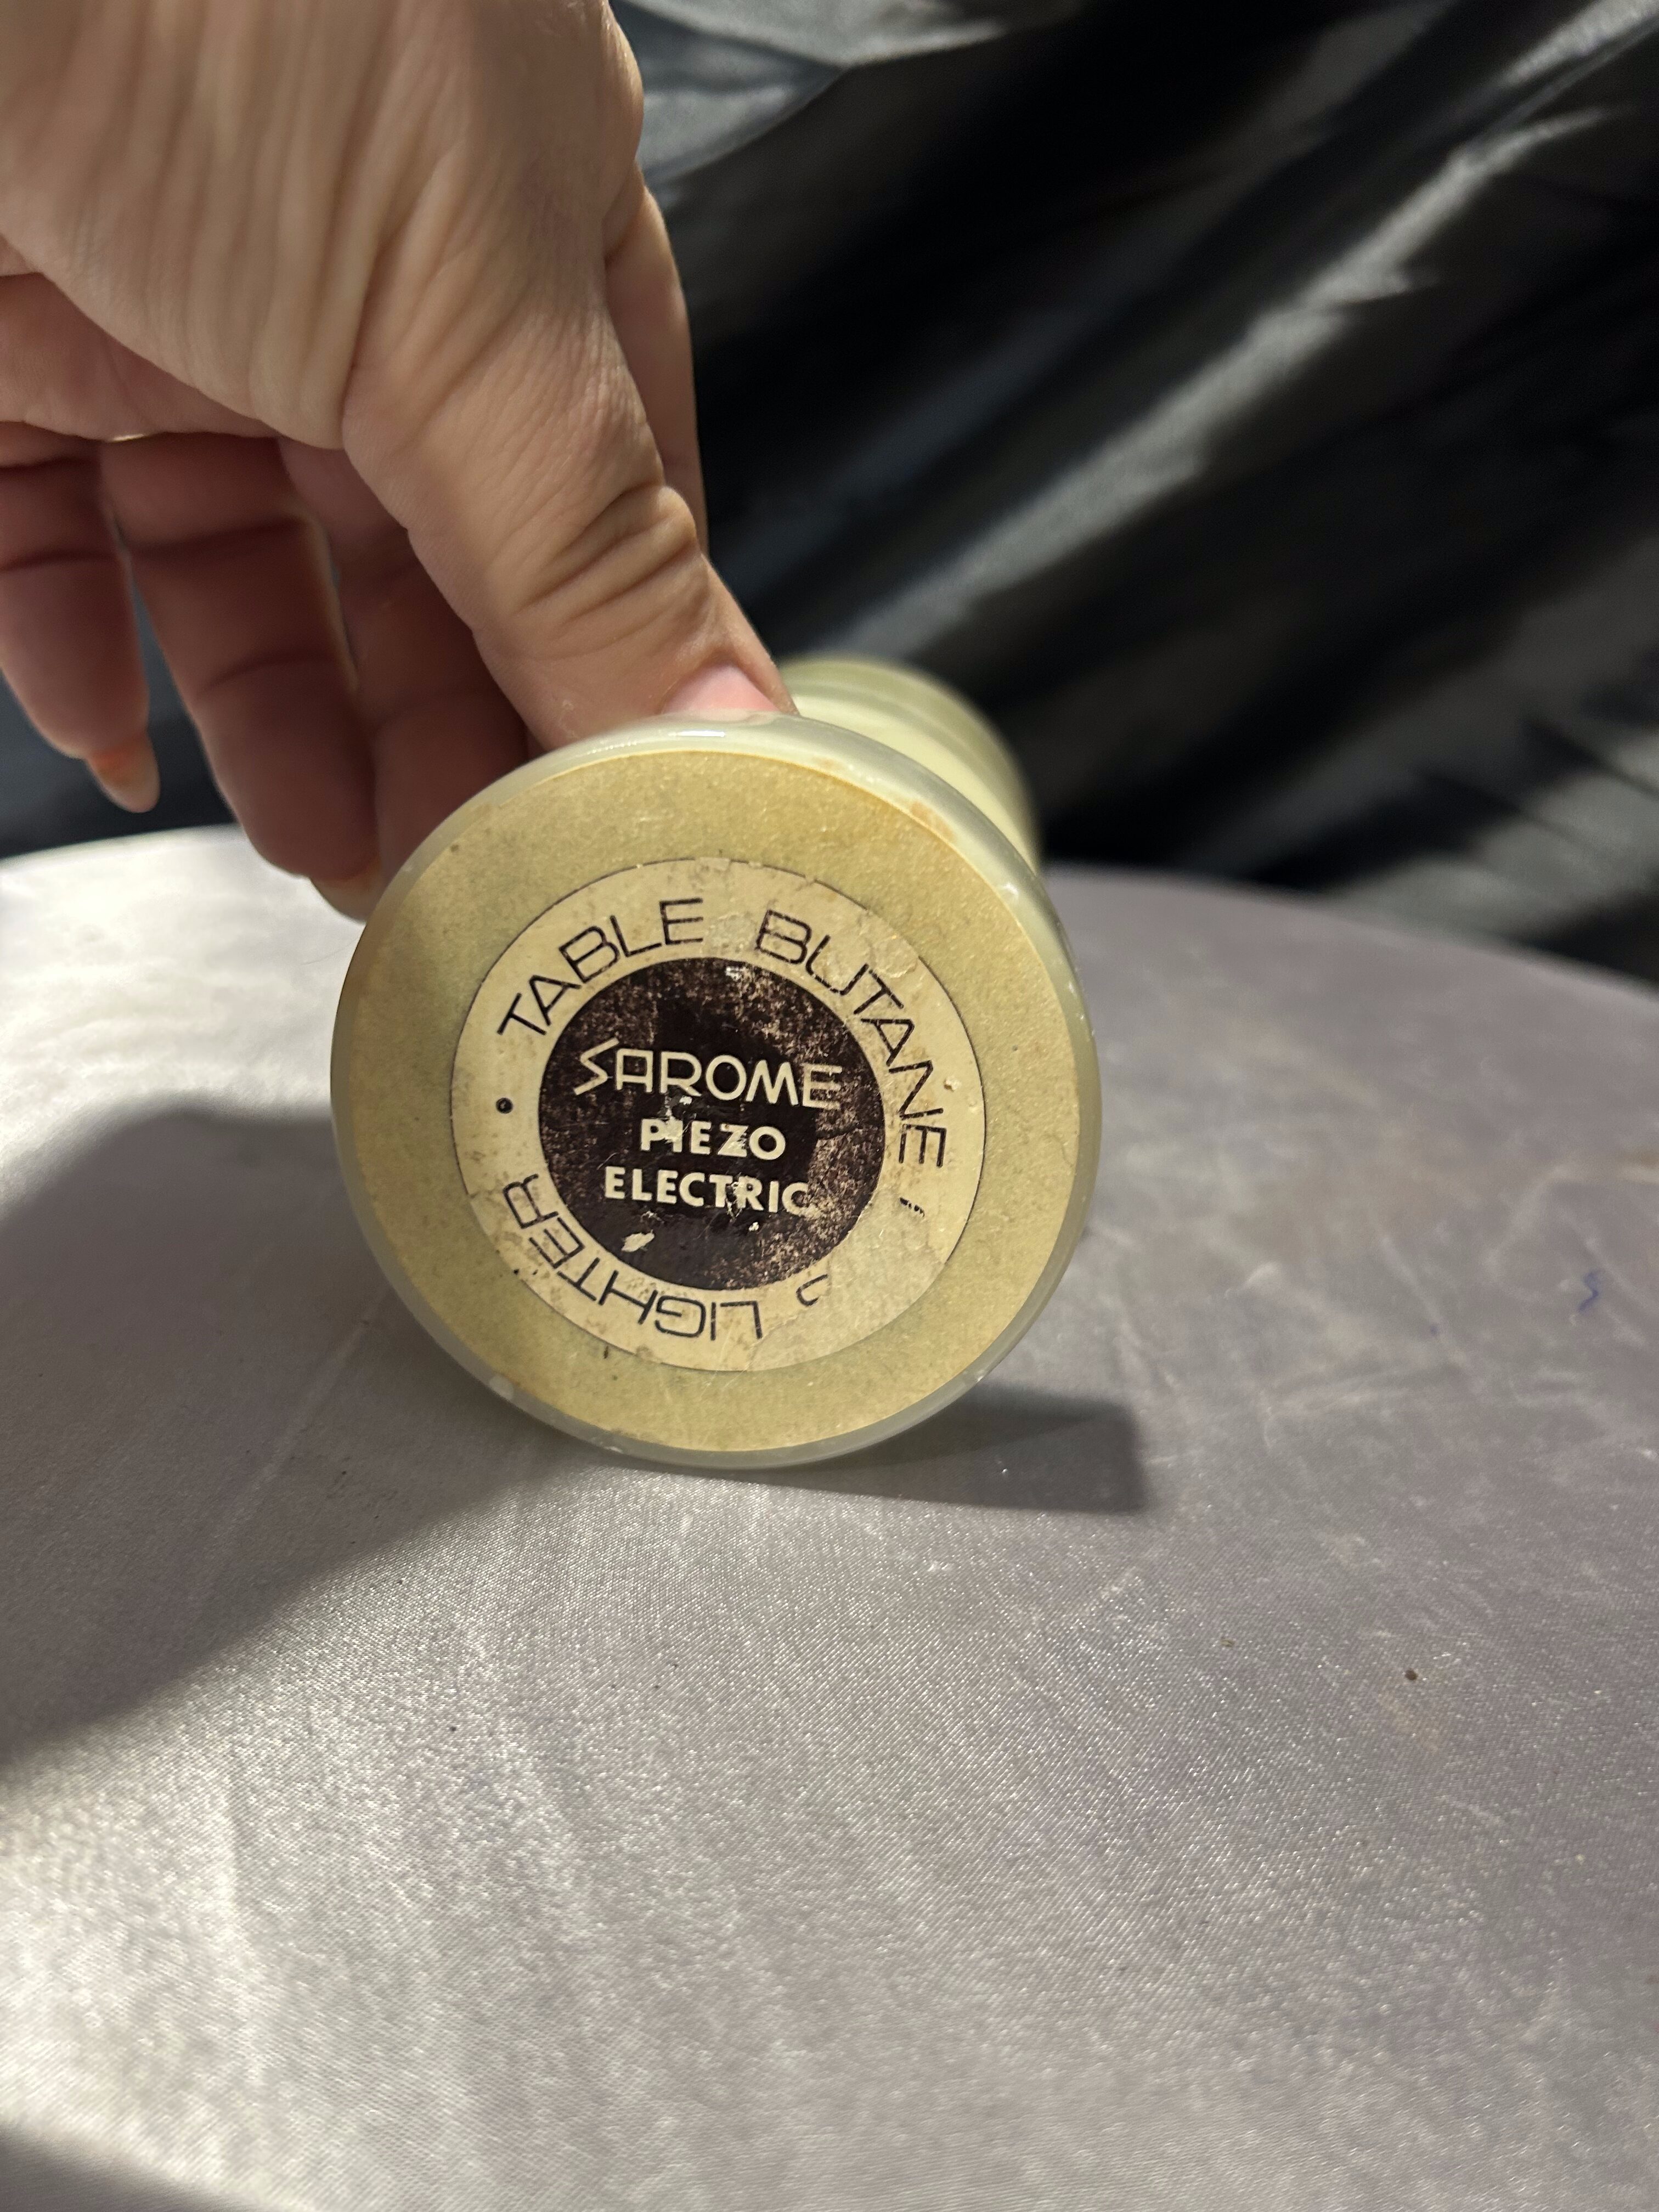 TABLE BUTANE
SAROME
PIEZO
ELECTRIC
LIGHTER